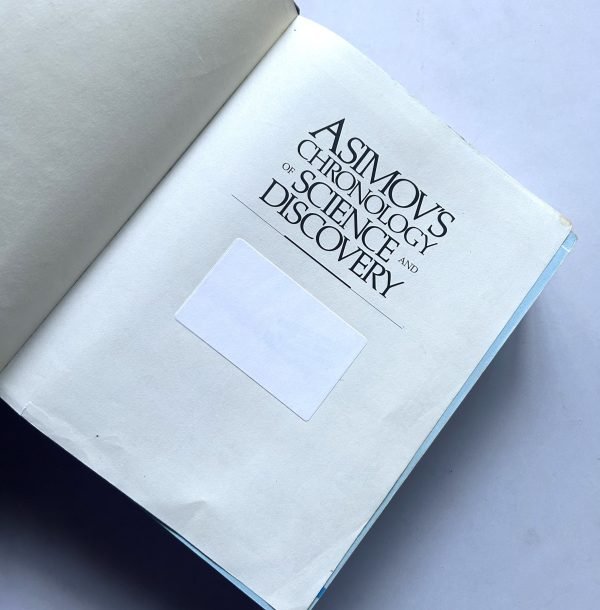 ASIMOV'S
CHRONOLOGY
OF SCIENCE AND
DISCOVERY